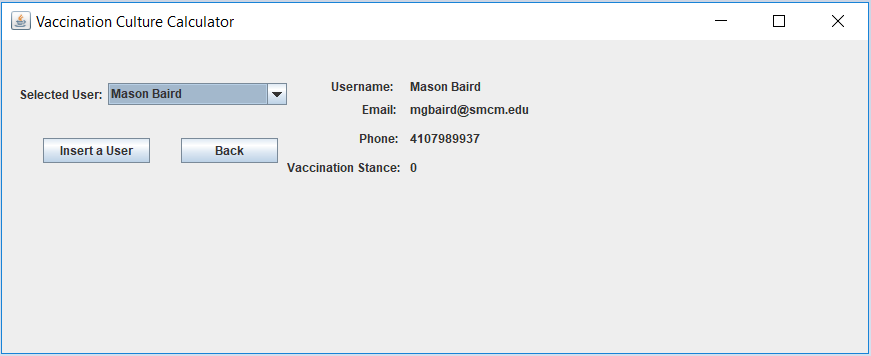 Vaccination Culture Calculator
Selected User: Mason Baird
Insert a User Back
Username: Mason Baird
Email: mgbaird@smcm.edu
Phone: 4107989937
Vaccination Stance: 0